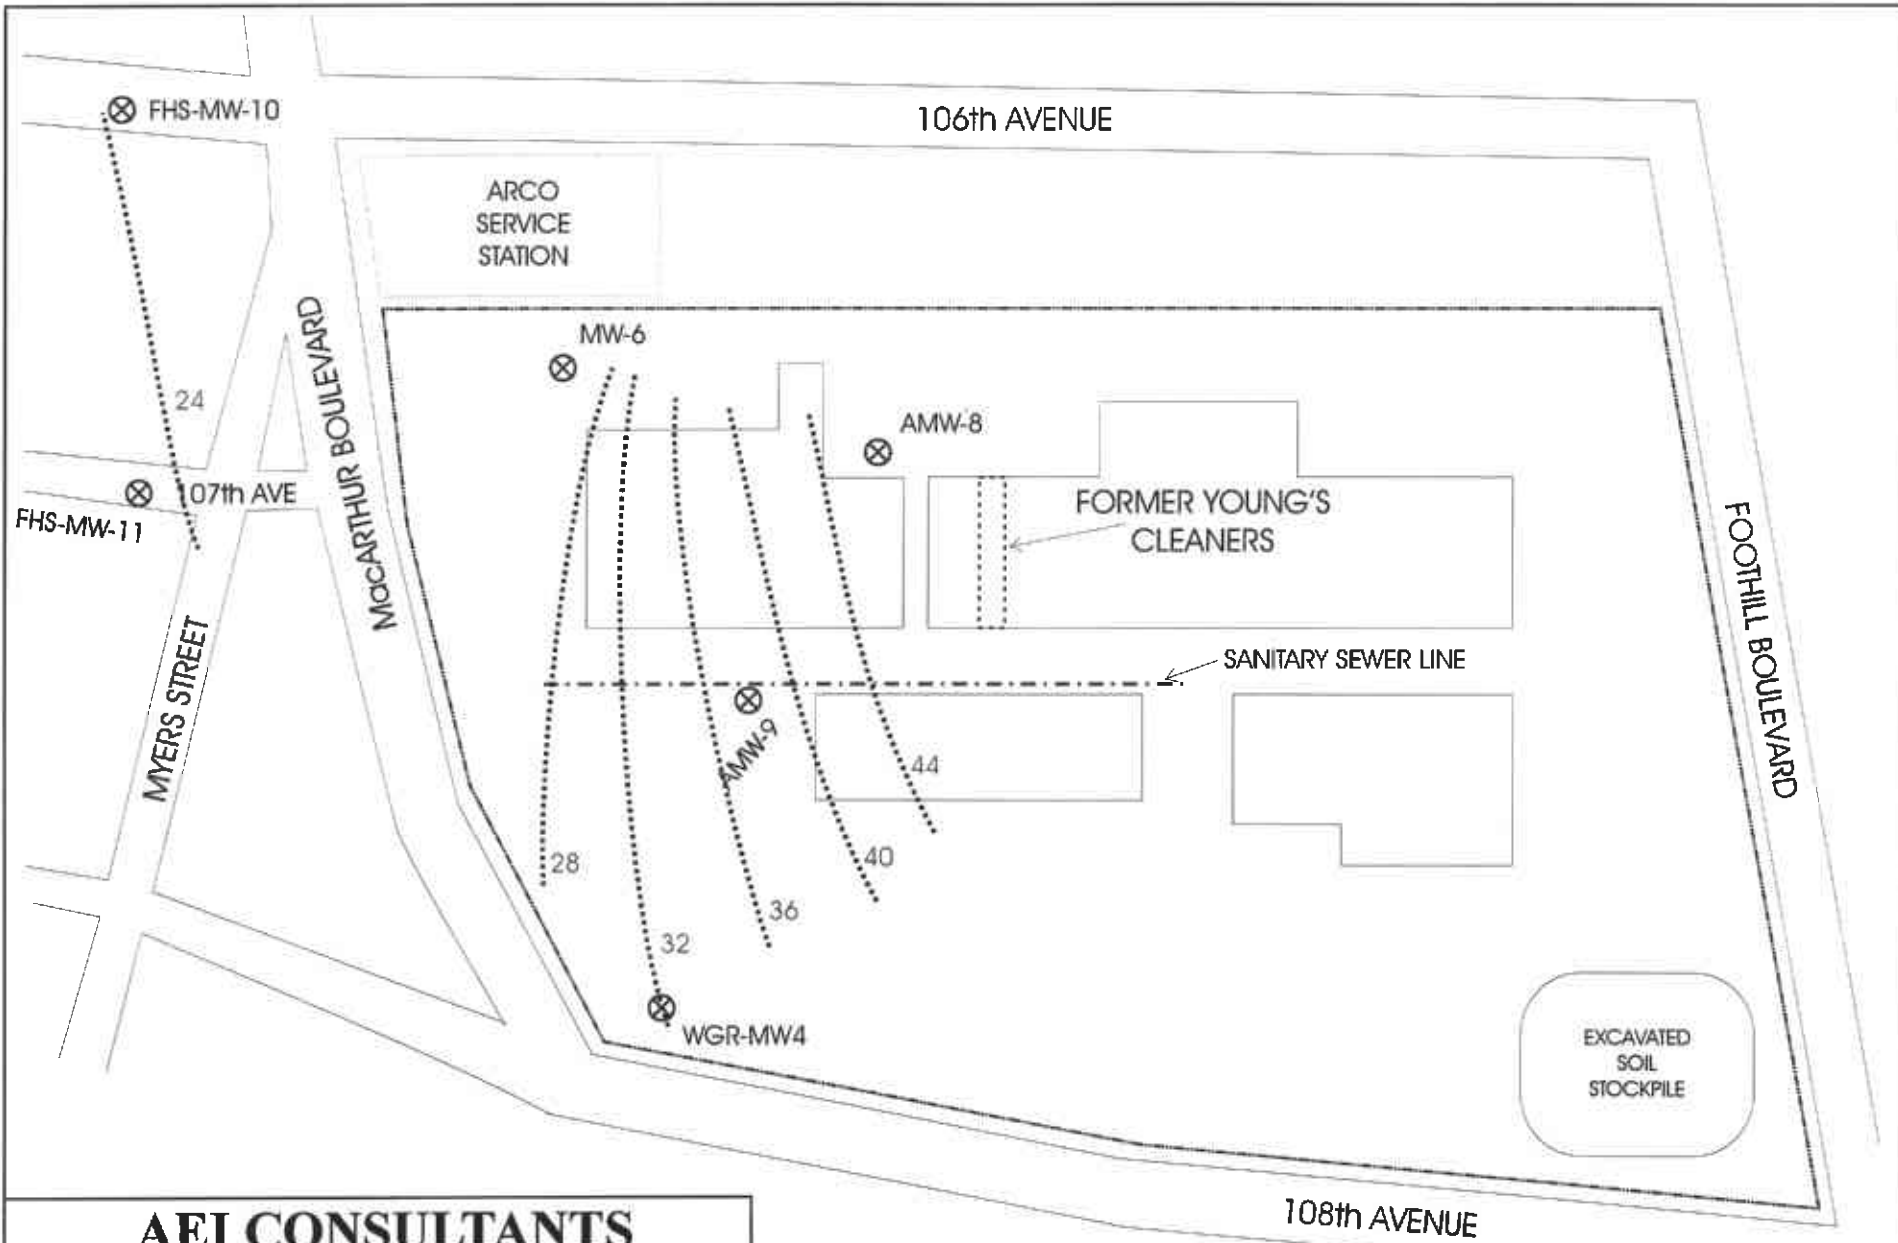 FHS-MW-10
106th AVENUE
ARCO
SERVICE
STATION
MW-6
MacARTHUR BOULEVARD
24
AMW-8
107th AVE
FHS-MW-11
FORMER YOUNG'S
CLEANERS
FOOTHILL BOULEVARD
SANITARY SEWER LINE
MYERS STREET
AMW-9
44
40
28
36
32
WGR-MW4
EXCAVATED
SOIL
STOCKPILE
108th AVENUE
AEI CONSULTANTS